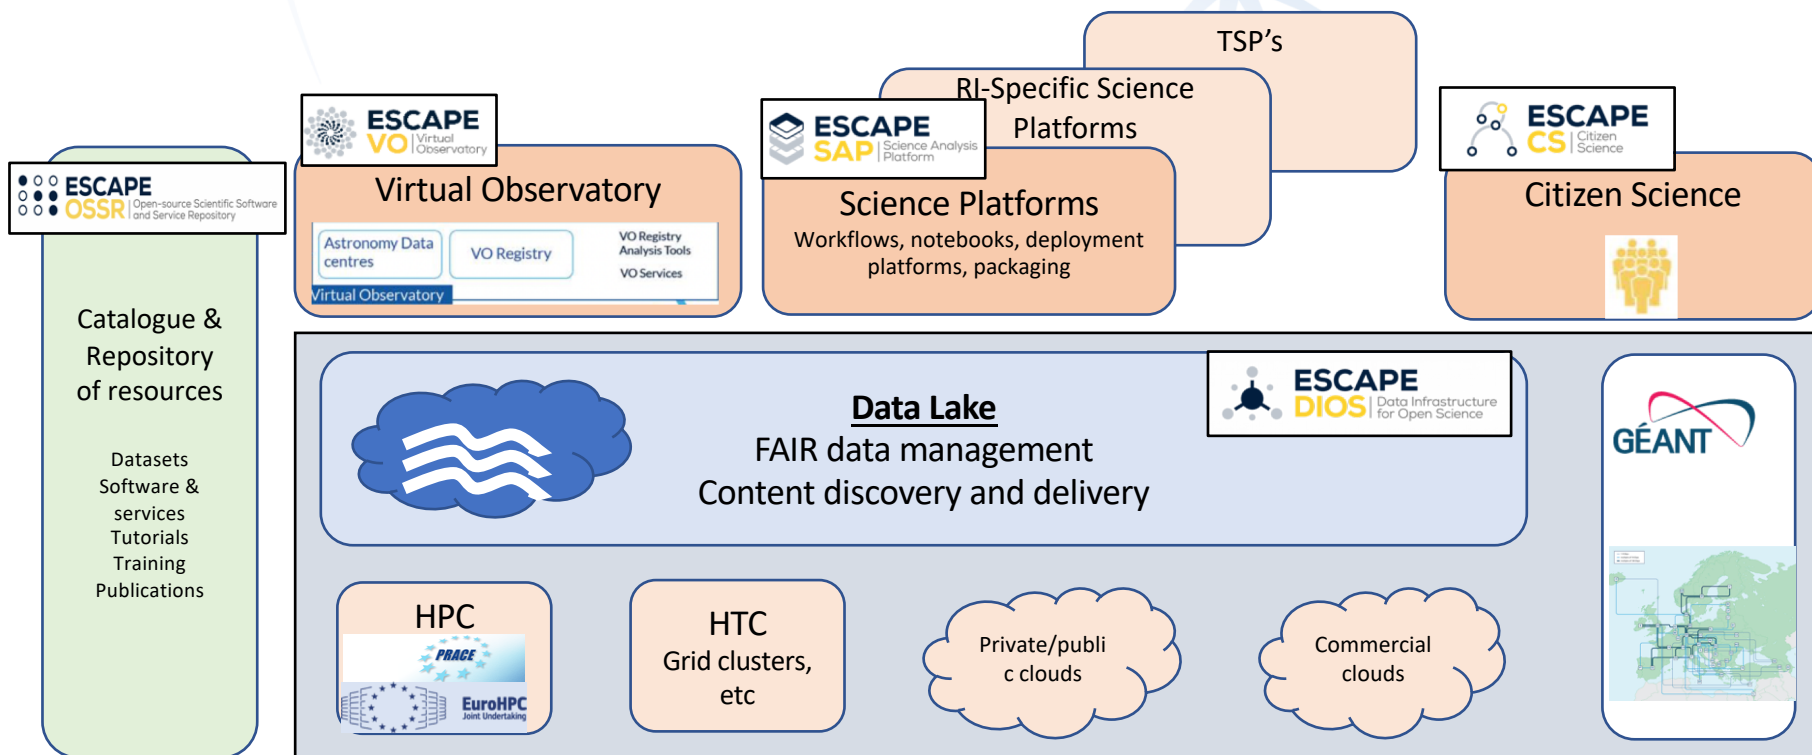 TSP's
RI-Specific Science
Platforms
ESCAPE
VO
Virtual
Observatory
ESCAPE
SAP
Science Analysis
Platform
ESCAPE
CS
Citizen
Science
ESCAPE
OSSR
Open-source Scientific Software
and Service Repository
Virtual Observatory
Astronomy Data
centres
VO Registry
VO Registry
Analysis Tools
VO Services
Virtual Observatory
Science Platforms
Workflows, notebooks, deployment
platforms, packaging
Citizen Science
Catalogue &
Repository
of resources
Datasets
Software &
services
Tutorials
Training
Publications
Data Lake
FAIR data management
Content discovery and delivery
ESCAPE
DIOS
Data Infrastructure
for Open Science
GÉANT
HPC
PRACE
EuroHPC
Joint Undertaking
HTC
Grid clusters,
etc
Private/publi
c clouds
Commercial
clouds